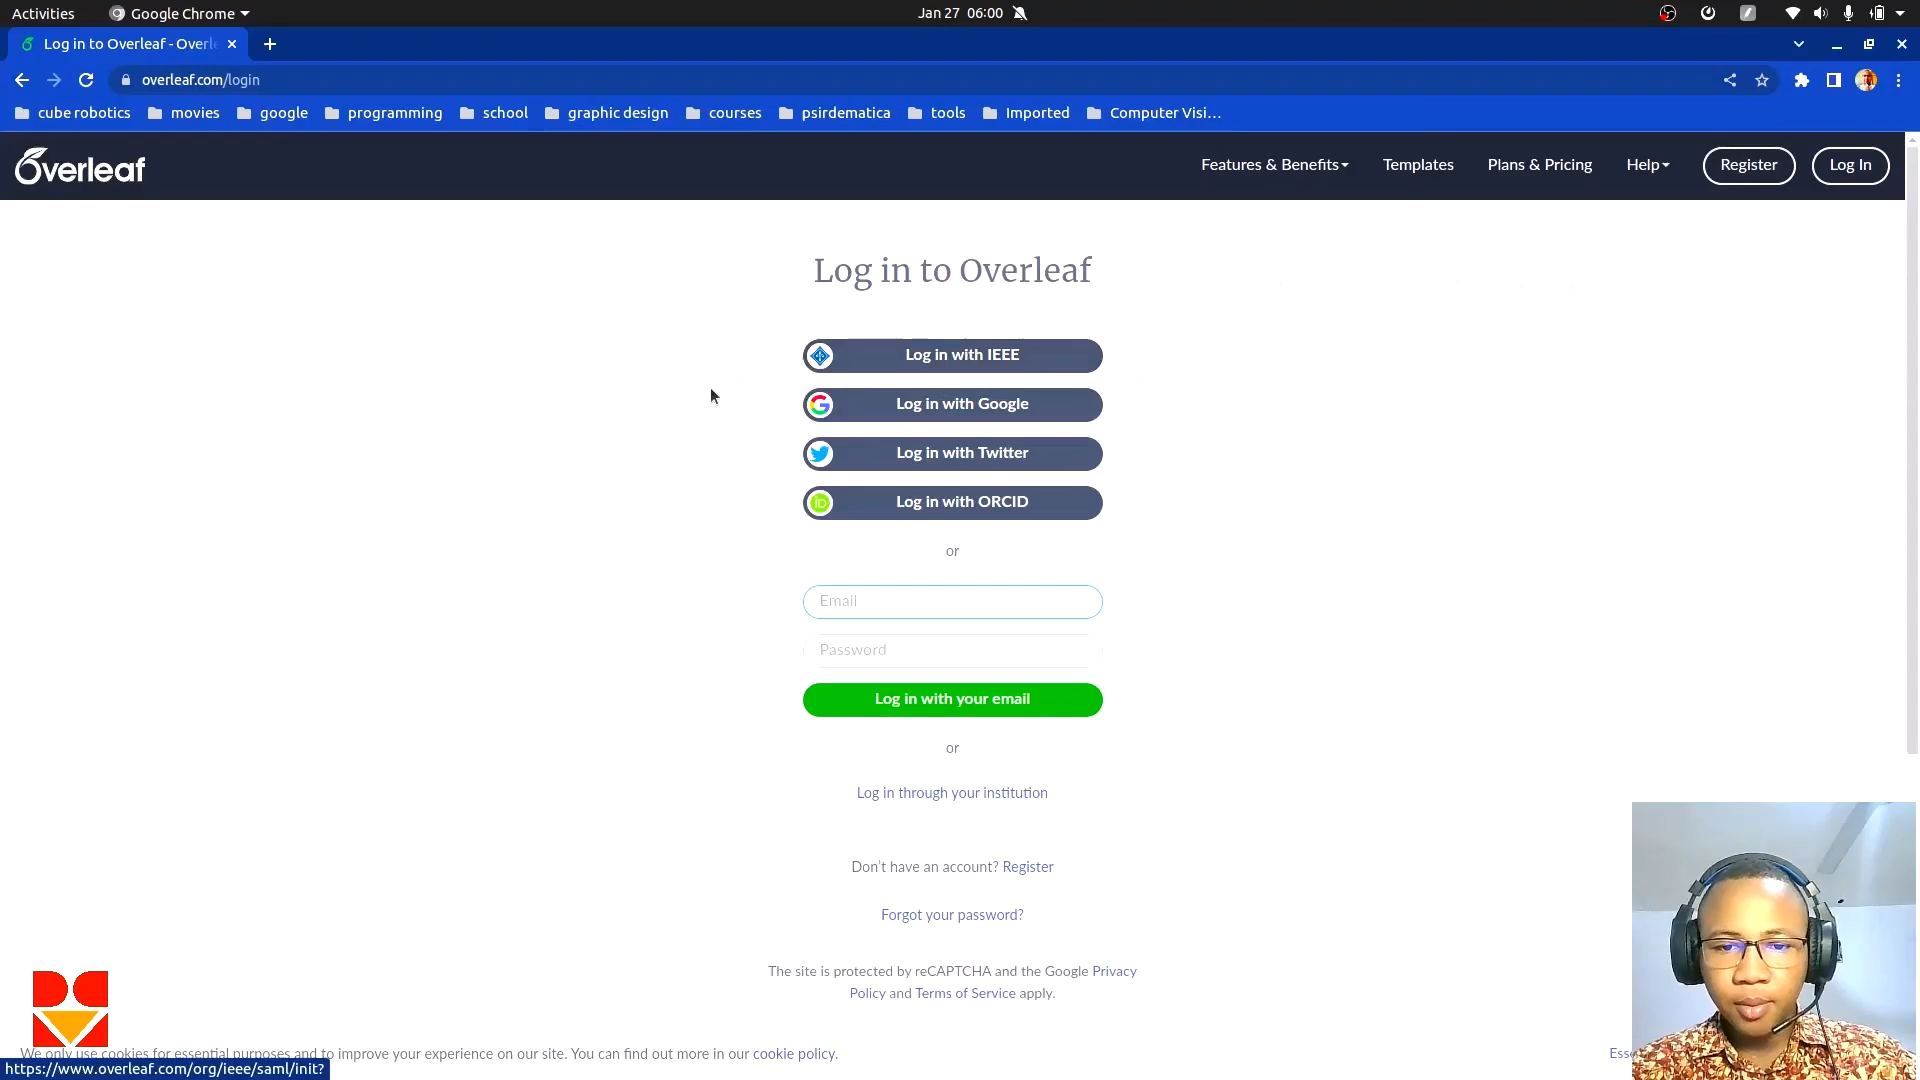 Activities
Google Chrome
Jan 27 06:00
Log in to Overleaf - Overle
overleaf.com/login
cube robotics
movies
google
programming
school
graphic design
courses
psirdematica
tools
Imported
Computer Visi...
Overleaf
Features & Benefits
Templates
Plans & Pricing
Help
Register
Log In
Log in to Overleaf
Log in with IEEE
Log in with Google
Log in with Twitter
iD
Log in with ORCID
or
Email
Password
Log in with your email
or
Log in through your institution
Don't have an account? Register
Forgot your password?
The site is protected by reCAPTCHA and the Google Privacy
Policy and Terms of Service apply.
We only use cookies for essential purposes and to improve your experience on our site. You can find out more in our cookie policy.
https://www.overleaf.com/org/ieee/saml/init?